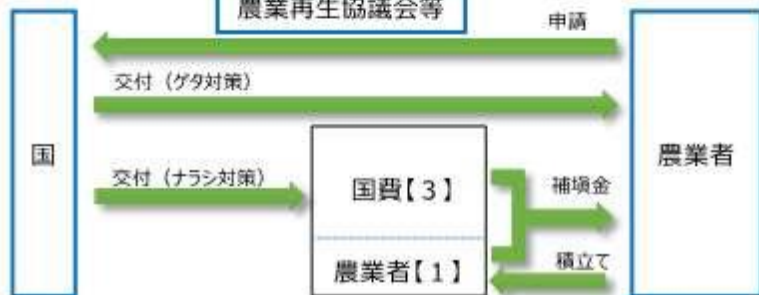 農業再生協議会等
申請
交付（ゲタ対策）
国
農業者
交付（ナラシ対策）
国費【３】
補塡金
農業者【１】
積立て